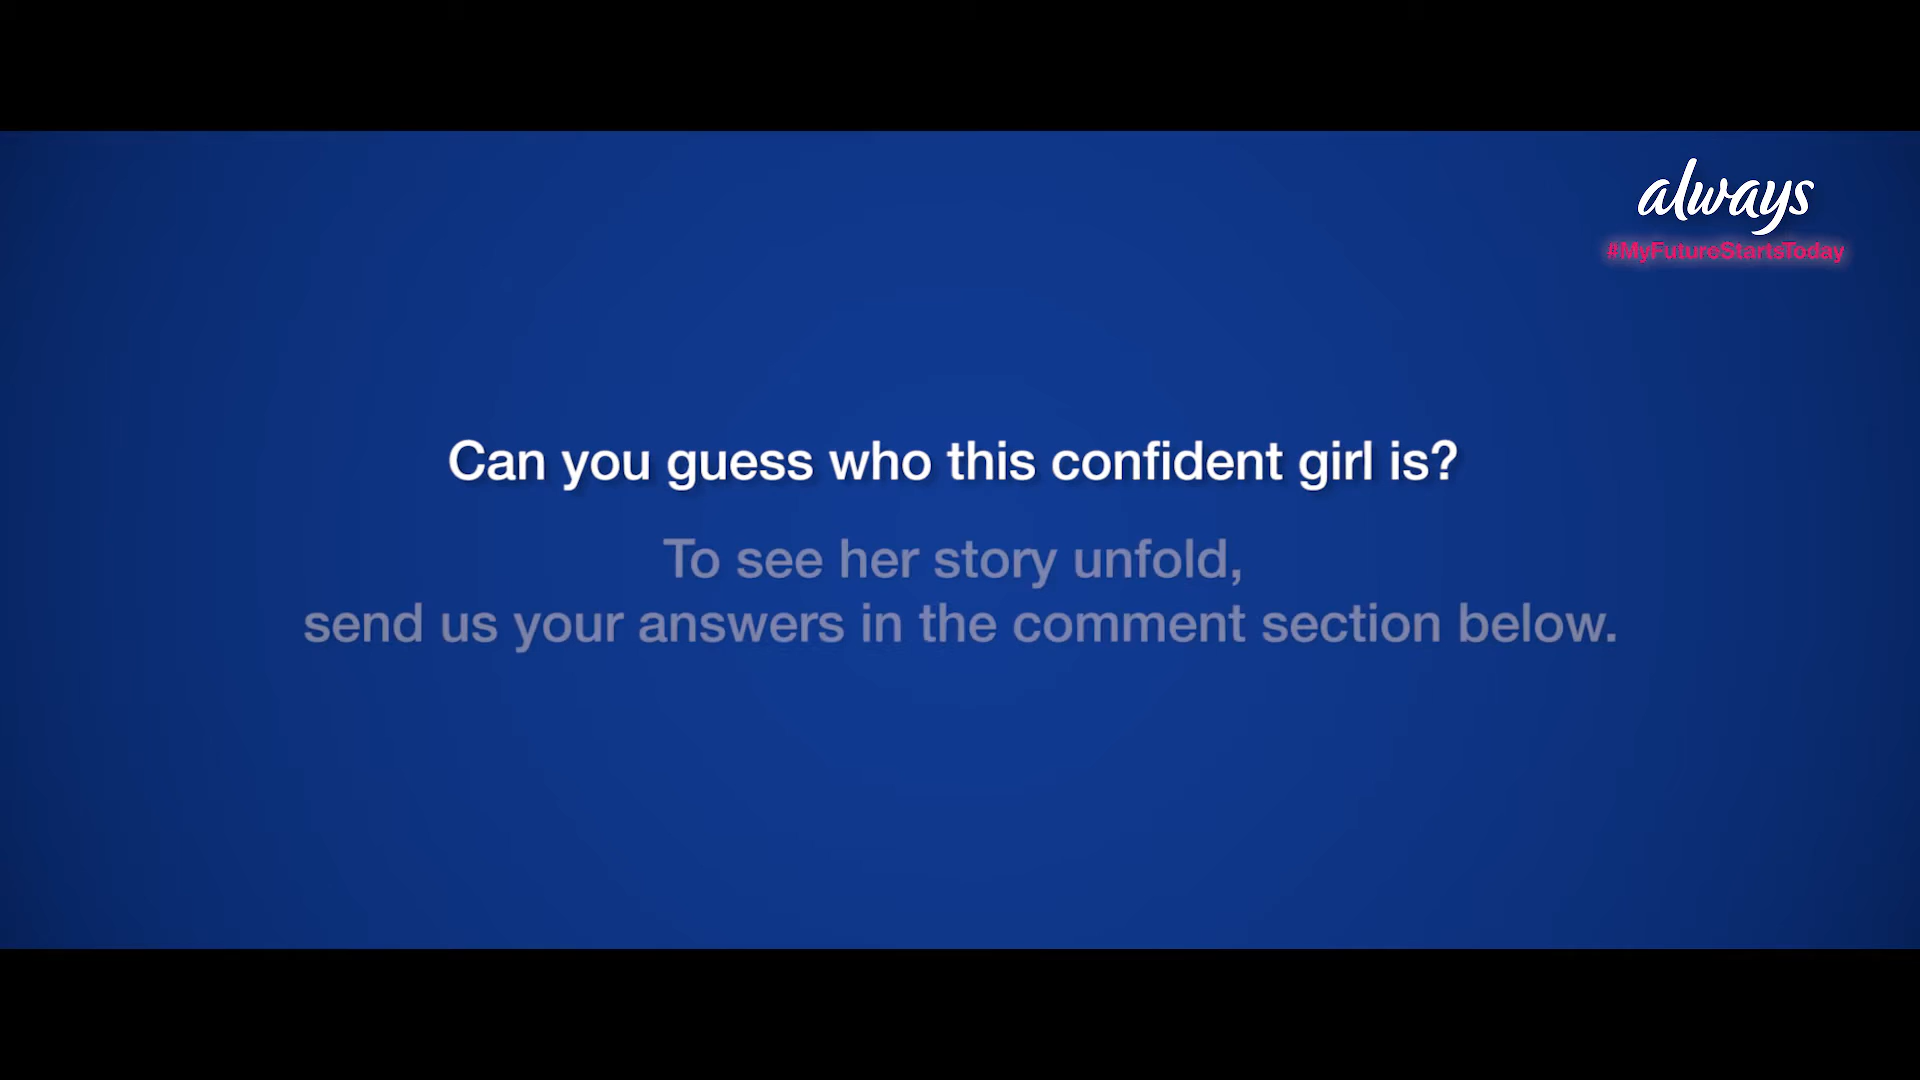 always
#MyFutureStartsToday
Can you guess who this confident girl is?
To see her story unfold,
send us your answers in the comment section below.